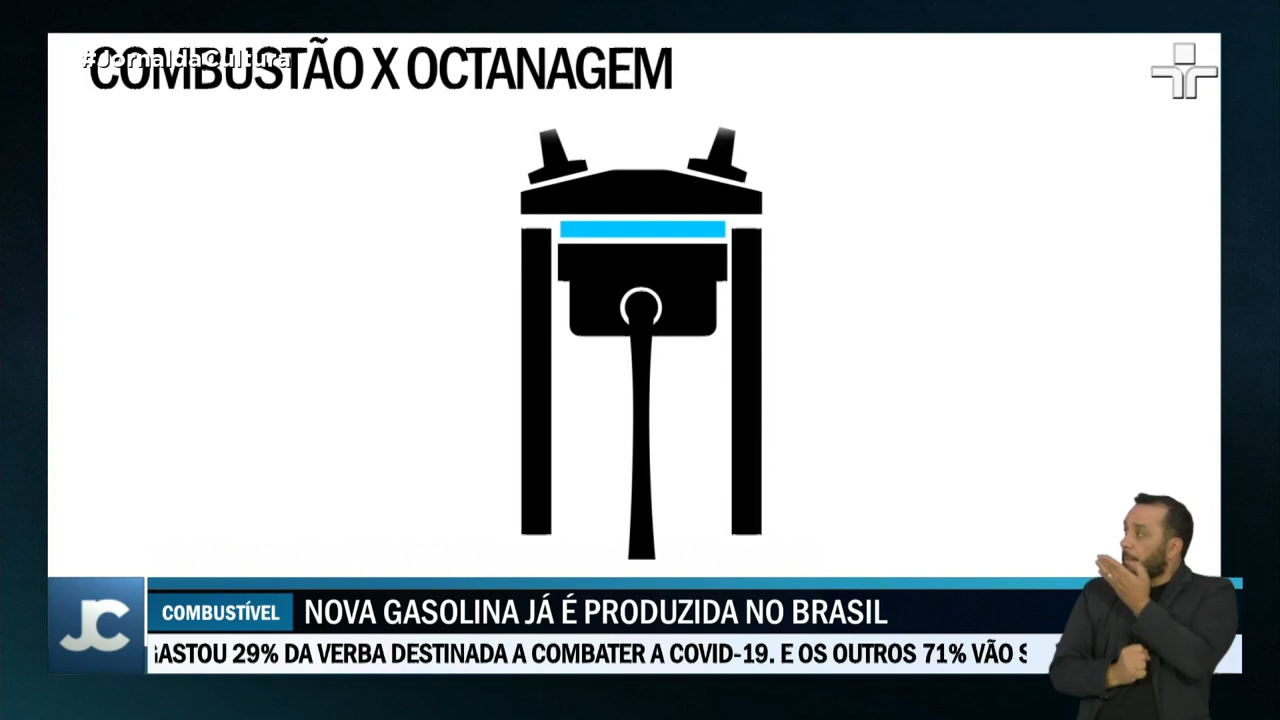 #JornaldaCultura
COMBUSTÃO X OCTANAGEM
JC
COMBUSTÍVEL
NOVA GASOLINA JÁ É PRODUZIDA NO BRASIL
GASTOU 29% DA VERBA DESTINADA A COMBATER A COVID-19. E OS OUTROS 71% VÃO